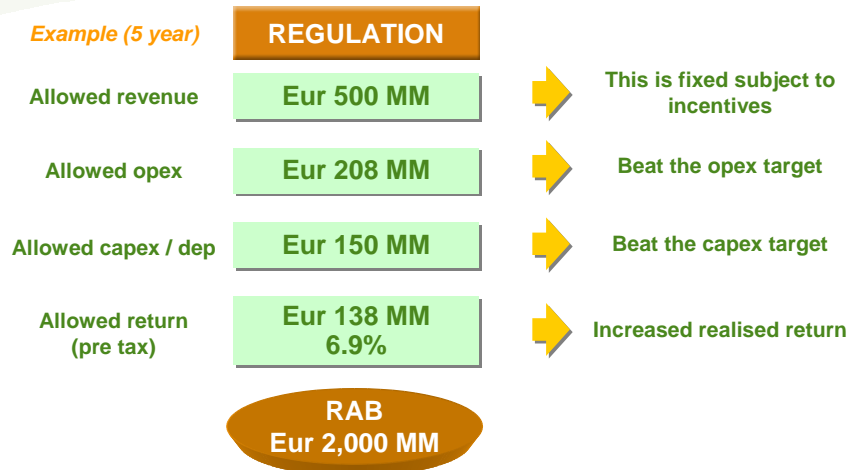 Example (5 year)
REGULATION
Allowed revenue
Eur 500 MM
This is fixed subject to
incentives
Allowed opex
Eur 208 MM
Beat the opex target
Allowed capex / dep
Eur 150 MM
Beat the capex target
Allowed return
(pre tax)
Eur 138 MM
6.9%
Increased realised return
RAB
Eur 2,000 MM